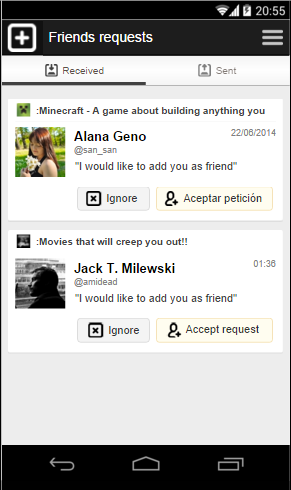 20:55
Friends requests
Received
Sent
:Minecraft - A game about building anything you
Alana Geno
22/06/2014
@san_san
"I would like to add you as friend"
Ignore
Aceptar petición
:Movies that will creep you out!!
Jack T. Milewski
01:36
@amidead
"I would like to add you as friend"
Ignore
Accept request